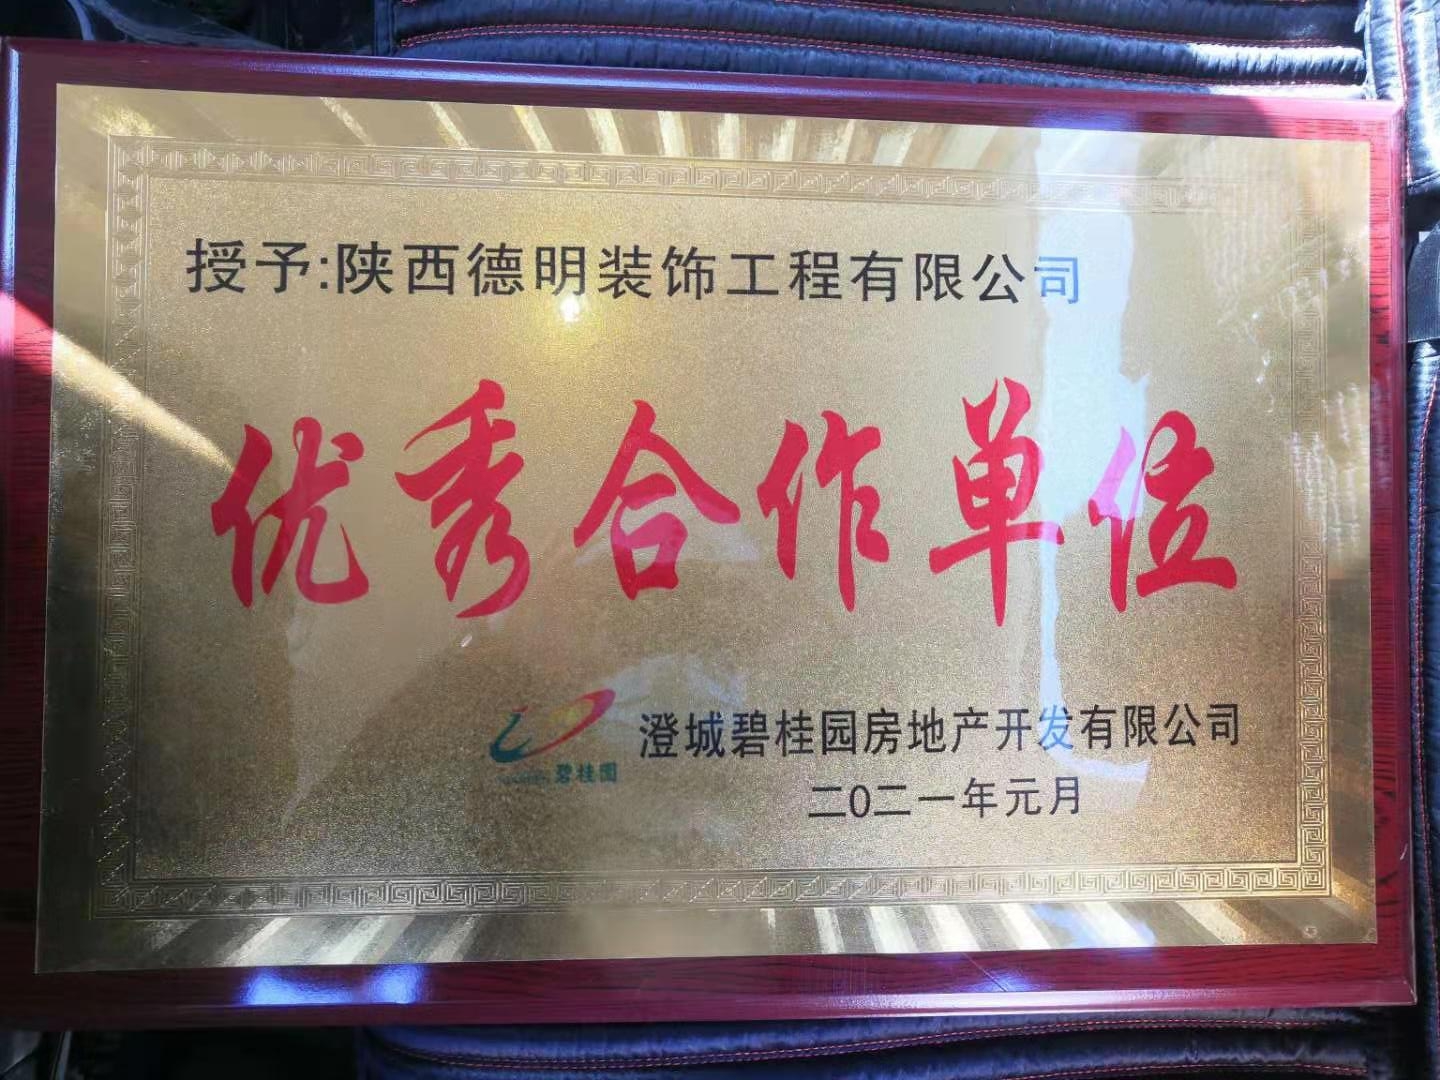 授予:陕西德明装饰工程有限公司
优秀合作单位
碧桂园
澄城碧桂园房地产开发有限公司
二0二一年元月